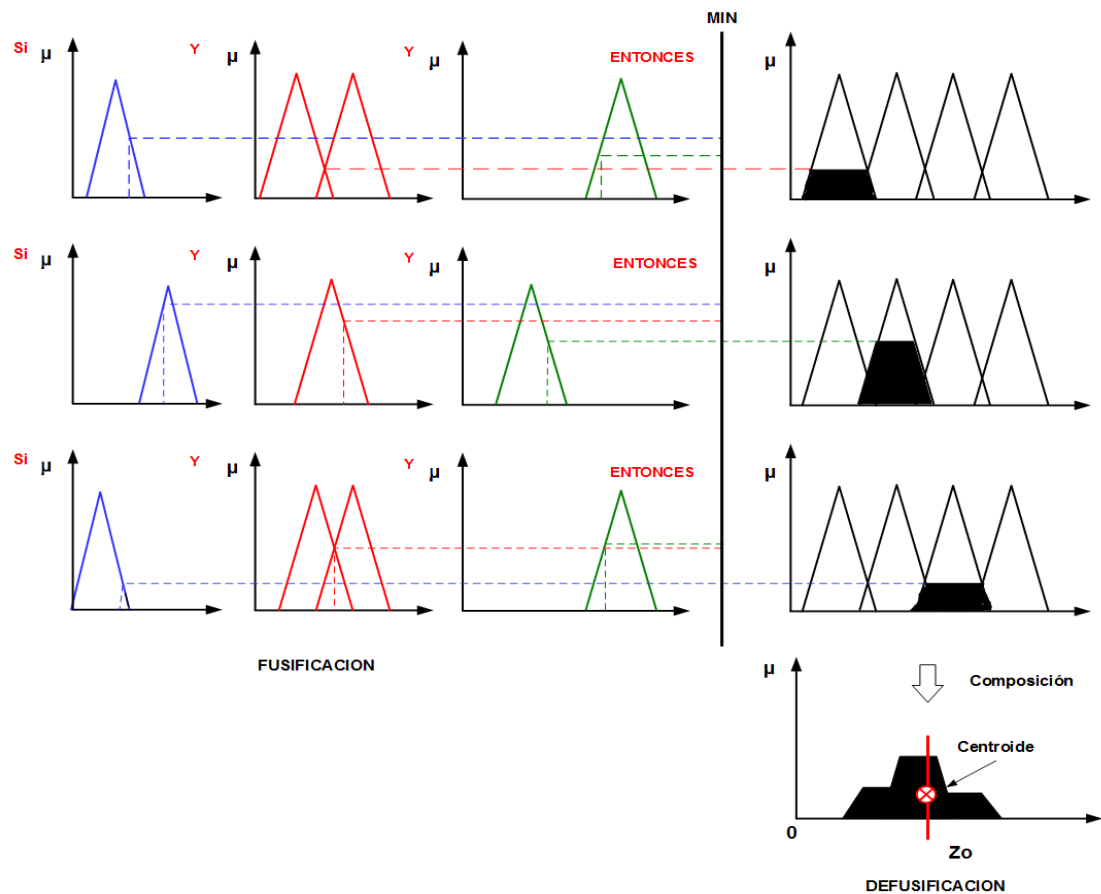 MIN
Si μ Y μ Y μ ENTONCES μ
Si μ Y μ Y μ ENTONCES μ
Si μ Y μ Y μ ENTONCES μ
FUSIFICACION
μ
Composición
Centroide
0
Zo
DEFUSIFICACION